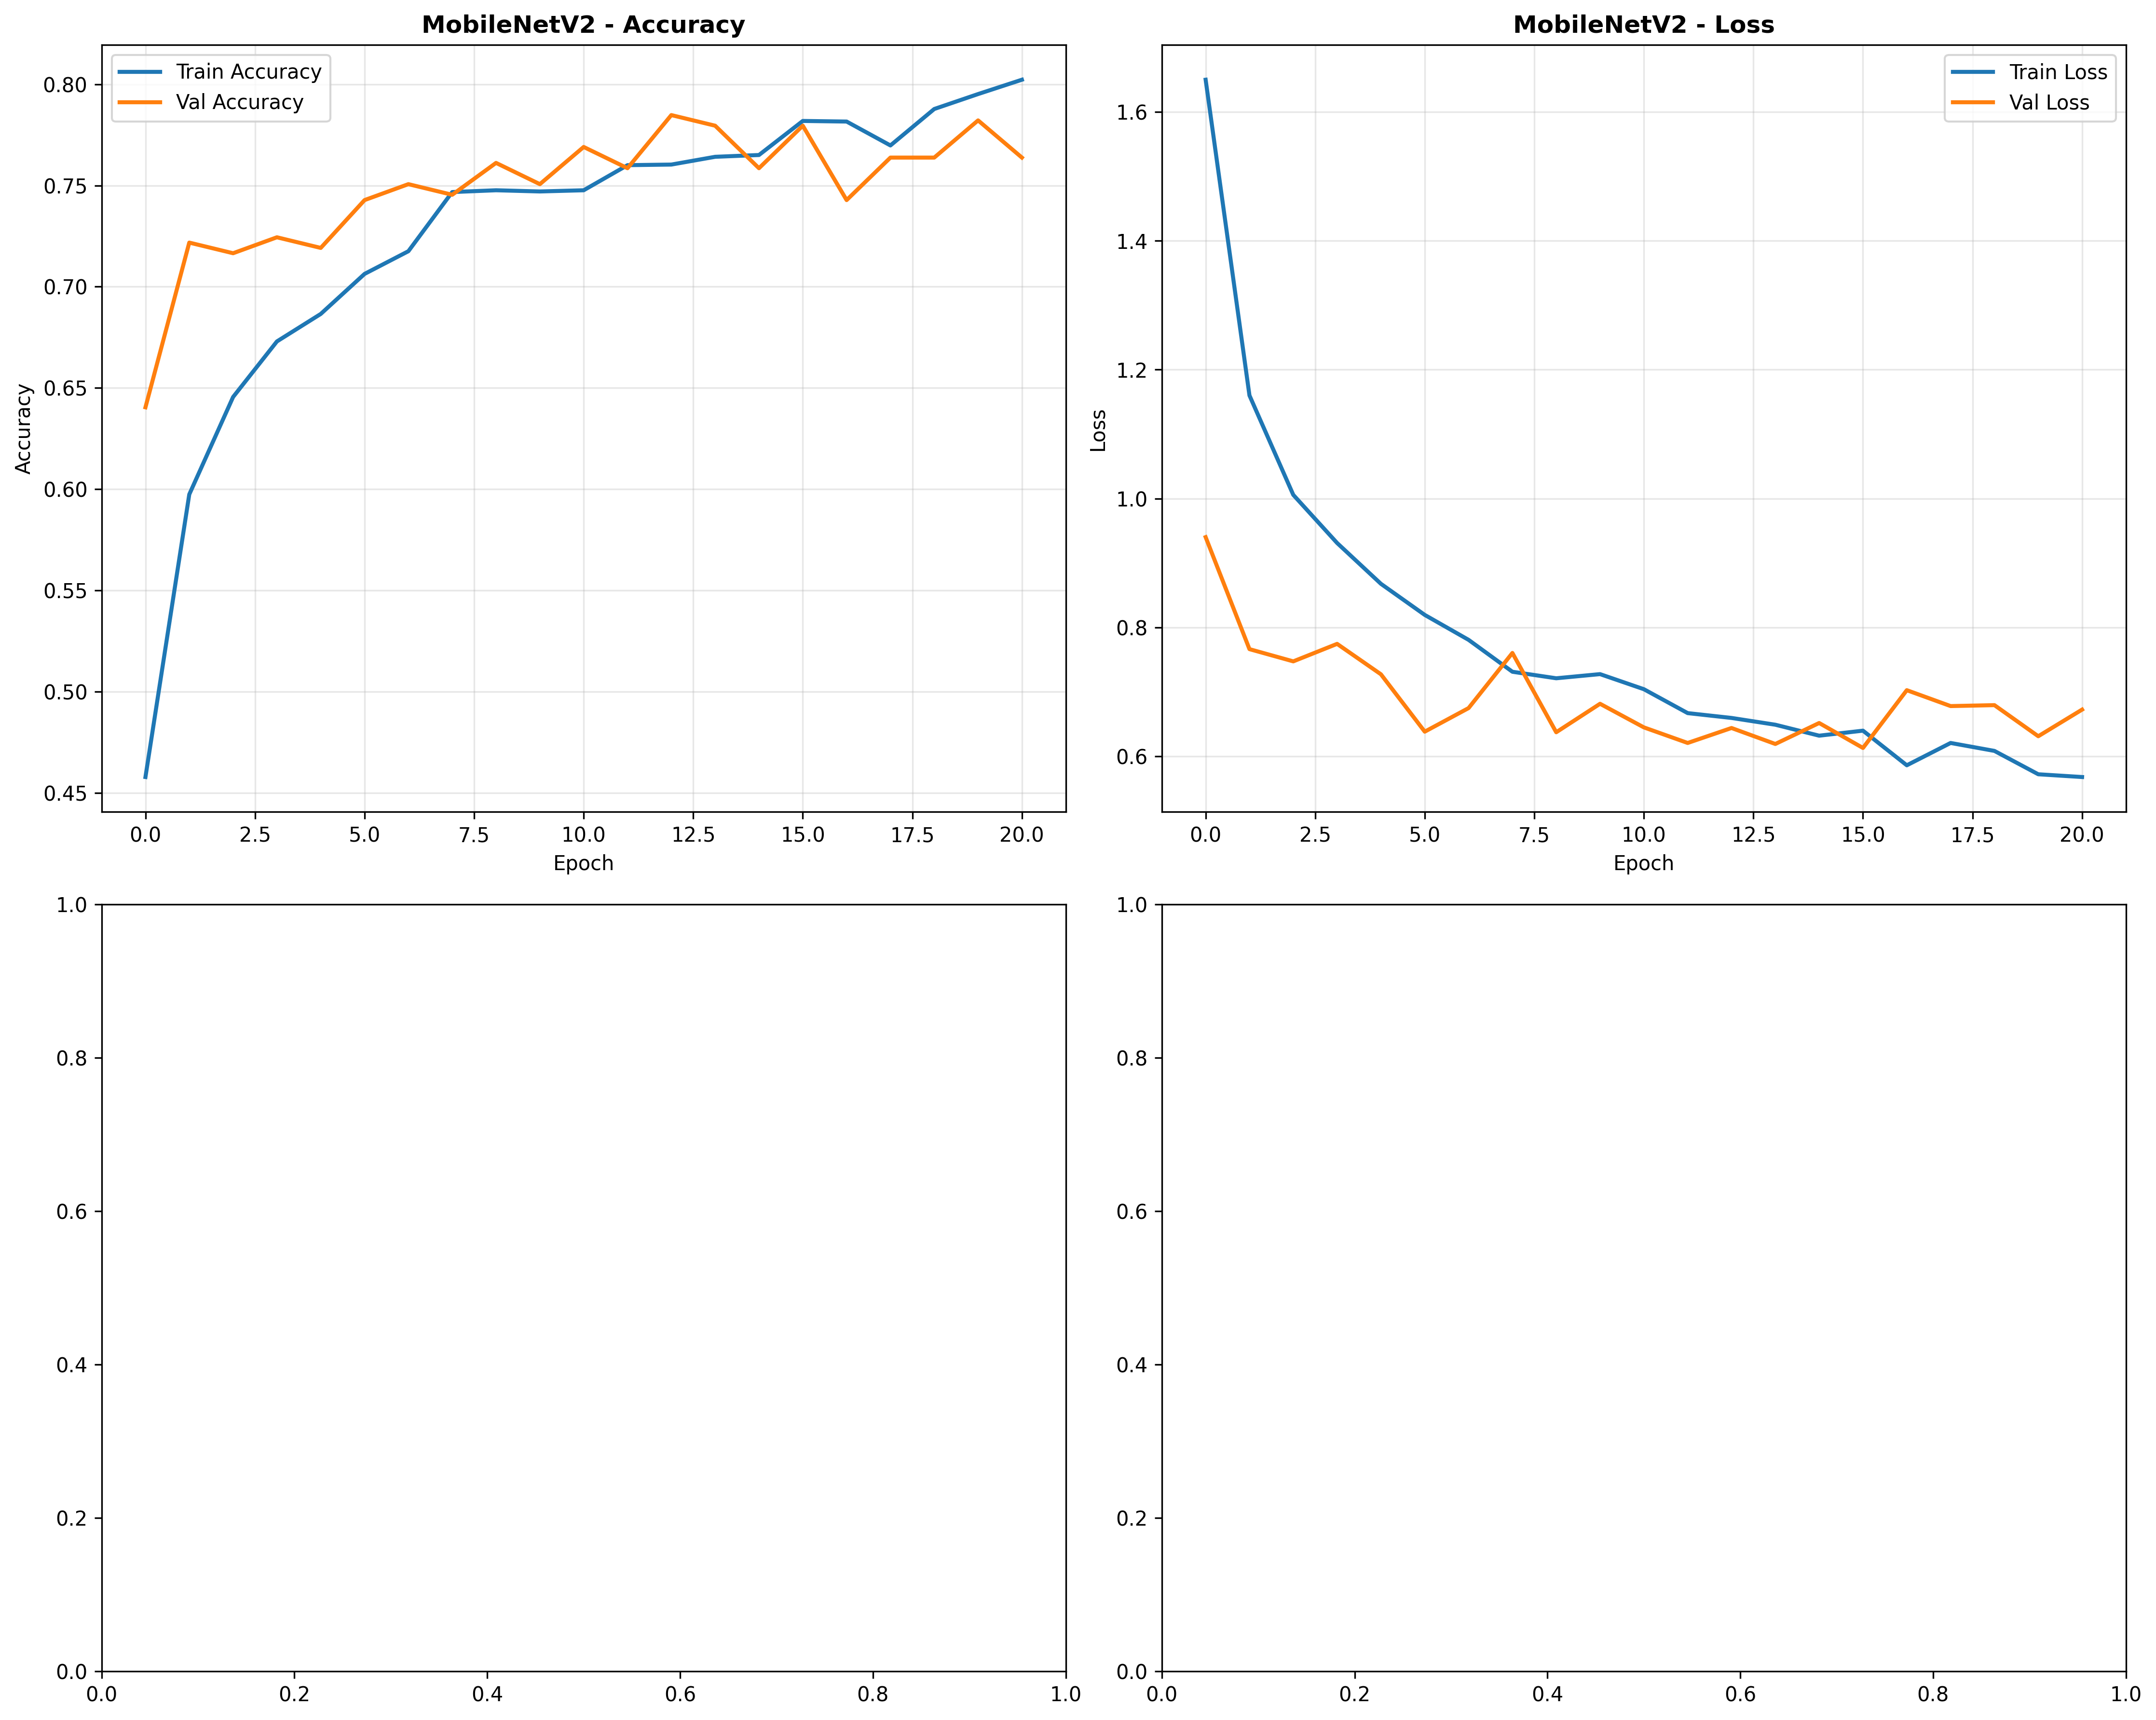 MobileNetV2 - Accuracy
Train Accuracy
Val Accuracy
Accuracy
0.80
0.75
0.70
0.65
0.60
0.55
0.50
0.45
0.0 2.5 5.0 7.5 10.0 12.5 15.0 17.5 20.0
Epoch
MobileNetV2 - Loss
Train Loss
Val Loss
Loss
1.6
1.4
1.2
1.0
0.8
0.6
0.0 2.5 5.0 7.5 10.0 12.5 15.0 17.5 20.0
Epoch
1.0
0.8
0.6
0.4
0.2
0.0
0.0 0.2 0.4 0.6 0.8 1.0
1.0
0.8
0.6
0.4
0.2
0.0
0.0 0.2 0.4 0.6 0.8 1.0